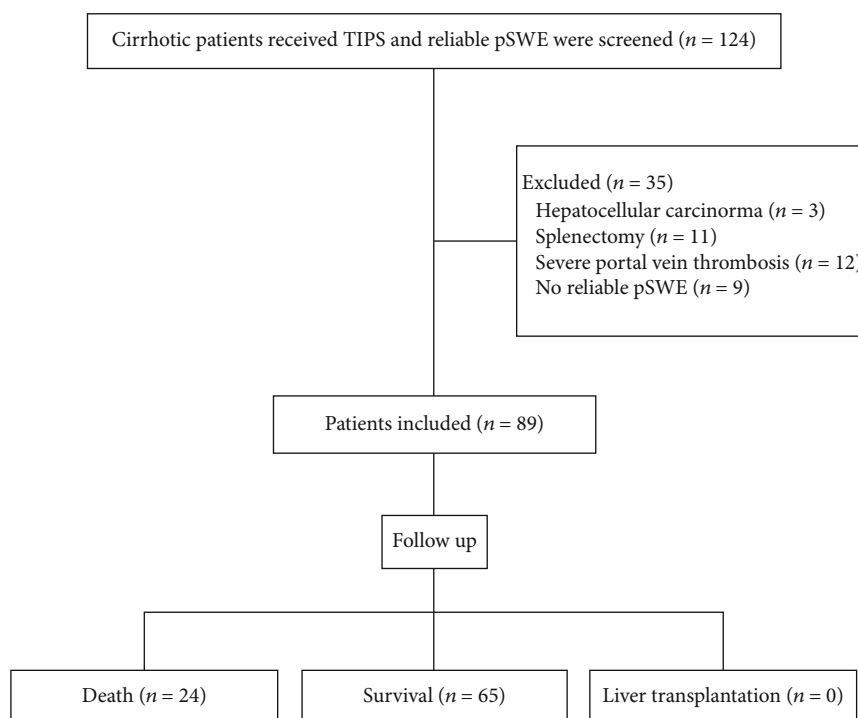 Cirrhotic patients received TIPS and reliable pSWE were screened (n = 124)
Excluded (n = 35)
Hepatocellular carcinorma (n = 3)
Splenectomy (n = 11)
Severe portal vein thrombosis (n = 12)
No reliable pSWE (n = 9)
Patients included (n = 89)
Follow up
Death (n = 24)
Survival (n = 65)
Liver transplantation (n = 0)